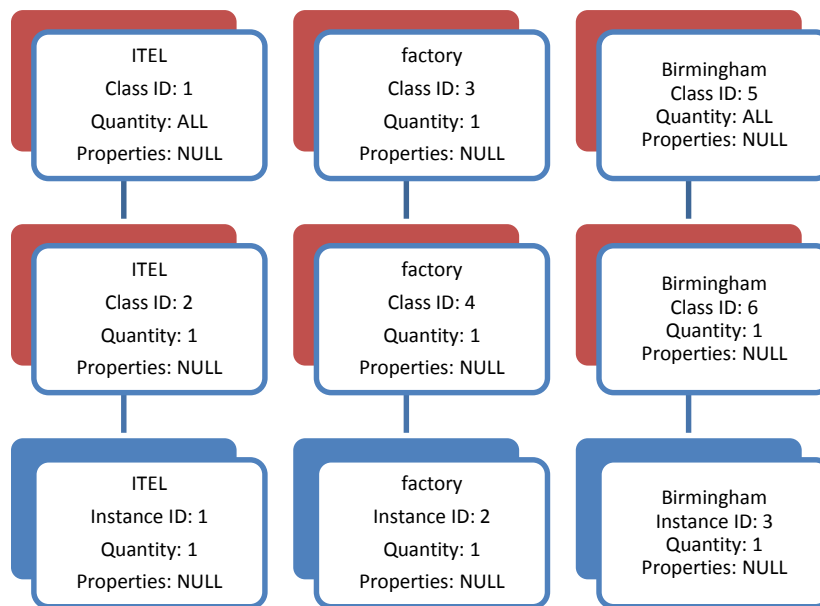 ITEL
Class ID: 1
Quantity: ALL
Properties: NULL
factory
Class ID: 3
Quantity: 1
Properties: NULL
Birmingham
Class ID: 5
Quantity: ALL
Properties: NULL
ITEL
Class ID: 2
Quantity: 1
Properties: NULL
factory
Class ID: 4
Quantity: 1
Properties: NULL
Birmingham
Class ID: 6
Quantity: 1
Properties: NULL
ITEL
Instance ID: 1
Quantity: 1
Properties: NULL
factory
Instance ID: 2
Quantity: 1
Properties: NULL
Birmingham
Instance ID: 3
Quantity: 1
Properties: NULL